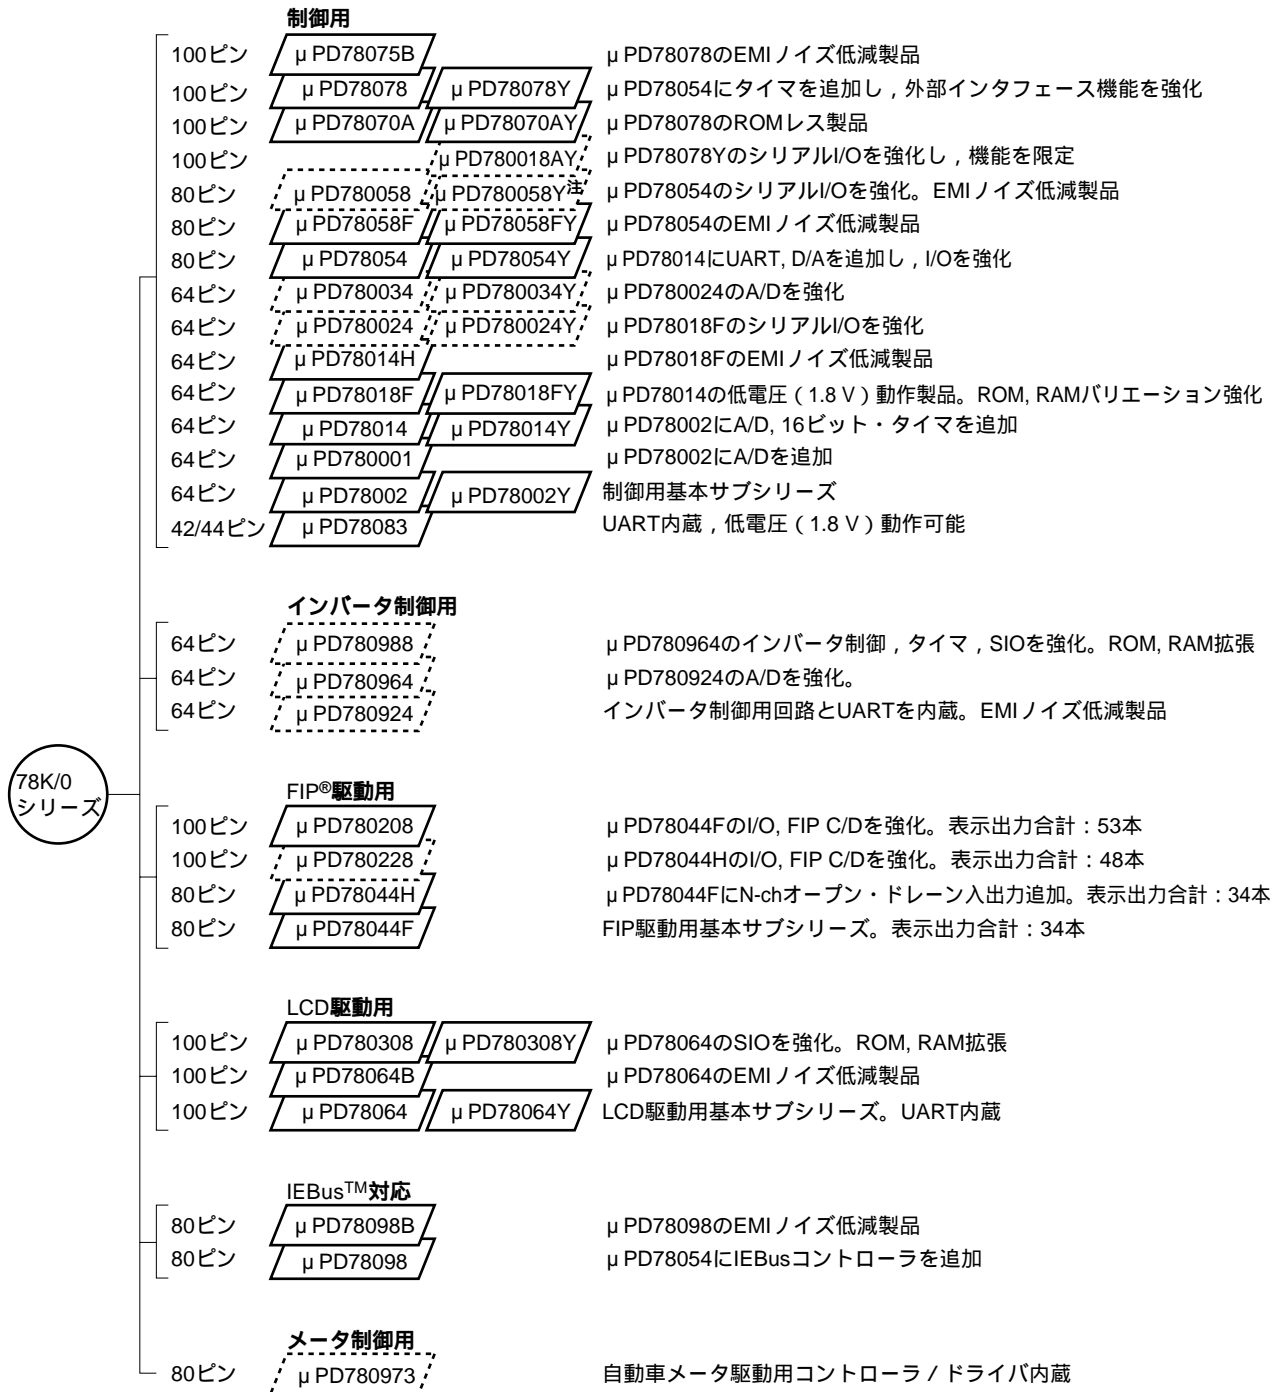 制御用
100ピン μPD78075B μPD78078のEMIノイズ低減製品
100ピン μPD78078 μPD78078Y μPD78054にタイマを追加し,外部インタフェース機能を強化
100ピン μPD78070A μPD78070AY μPD78078のROMレス製品
100ピン μPD780018AY μPD78078YのシリアルI/Oを強化し,機能を限定
80ピン μPD780058 μPD780058Y注 μPD78054のシリアルI/Oを強化。EMIノイズ低減製品
80ピン μPD78058F μPD78058FY μPD78054のEMIノイズ低減製品
80ピン μPD78054 μPD78054Y μPD78014にUART, D/Aを追加し,I/Oを強化
64ピン μPD780034 μPD780034Y μPD780024のA/Dを強化
64ピン μPD780024 μPD780024Y μPD78018FのシリアルI/Oを強化
64ピン μPD78014H μPD78018FのEMIノイズ低減製品
64ピン μPD78018F μPD78018FY μPD78014の低電圧(1.8 V)動作製品。ROM, RAMバリエーション強化
64ピン μPD78014 μPD78014Y μPD78002にA/D, 16ビット・タイマを追加
64ピン μPD780001 μPD78002にA/Dを追加
64ピン μPD78002 μPD78002Y 制御用基本サブシリーズ
42/44ピン μPD78083 UART内蔵,低電圧(1.8 V)動作可能
インバータ制御用
64ピン μPD780988 μPD780964のインバータ制御,タイマ,SIOを強化。ROM, RAM拡張
64ピン μPD780964 μPD780924のA/Dを強化。
64ピン μPD780924 インバータ制御用回路とUARTを内蔵。EMIノイズ低減製品
78K/0
シリーズ
FIP®駆動用
100ピン μPD780208 μPD78044FのI/O, FIP C/Dを強化。表示出力合計:53本
100ピン μPD780228 μPD78044HのI/O, FIP C/Dを強化。表示出力合計:48本
80ピン μPD78044H μPD78044FにN-chオープン・ドレーン入出力追加。表示出力合計:34本
80ピン μPD78044F FIP駆動用基本サブシリーズ。表示出力合計:34本
LCD駆動用
100ピン μPD780308 μPD780308Y μPD78064のSIOを強化。ROM, RAM拡張
100ピン μPD78064B μPD78064のEMIノイズ低減製品
100ピン μPD78064 μPD78064Y LCD駆動用基本サブシリーズ。UART内蔵
IEBus™対応
80ピン μPD78098B μPD78098のEMIノイズ低減製品
80ピン μPD78098 μPD78054にIEBusコントローラを追加
メータ制御用
80ピン μPD780973 自動車メータ駆動用コントローラ/ドライバ内蔵